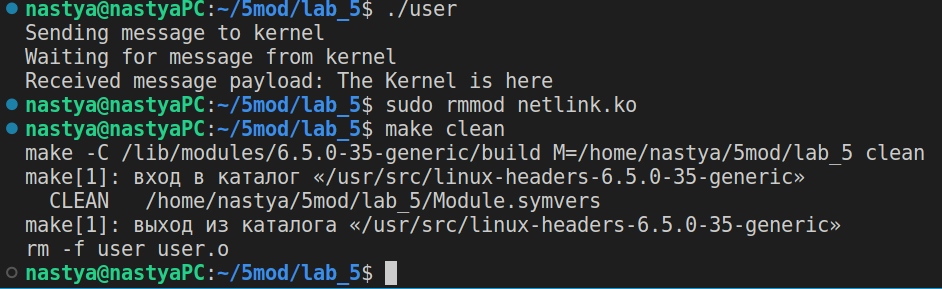 nastya@nastyaPC:~/5mod/lab_5$ ./user
Sending message to kernel
Waiting for message from kernel
Received message payload: The Kernel is here
nastya@nastyaPC:~/5mod/lab_5$ sudo rmmod netlink.ko
nastya@nastyaPC:~/5mod/lab_5$ make clean
make -C /lib/modules/6.5.0-35-generic/build M=/home/nastya/5mod/lab_5 clean
make[1]: вход в каталог «/usr/src/linux-headers-6.5.0-35-generic»
  CLEAN   /home/nastya/5mod/lab_5/Module.symvers
make[1]: выход из каталога «/usr/src/linux-headers-6.5.0-35-generic»
rm -f user user.o
nastya@nastyaPC:~/5mod/lab_5$